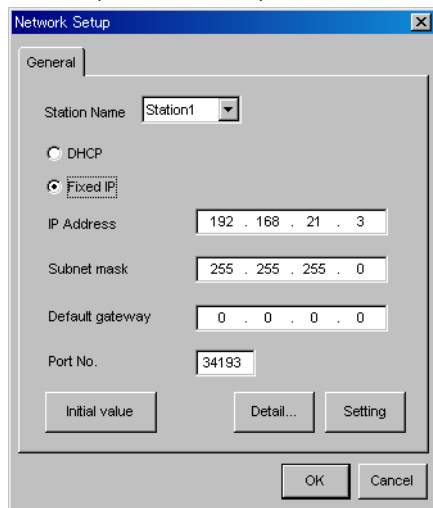 Network Setup
General
Station Name Station1
DHCP
Fixed IP
IP Address 192 . 168 . 21 . 3
Subnet mask 255 . 255 . 255 . 0
Default gateway 0 . 0 . 0 . 0
Port No. 34193
Initial value Detail... Setting
OK Cancel